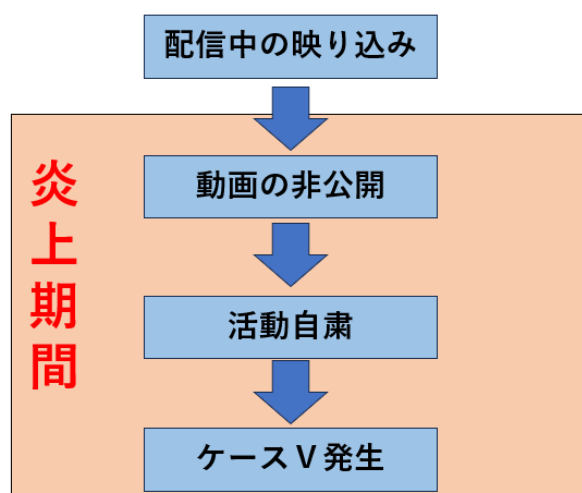 配信中の映り込み
炎上期間
動画の非公開
活動自粛
ケースＶ発生